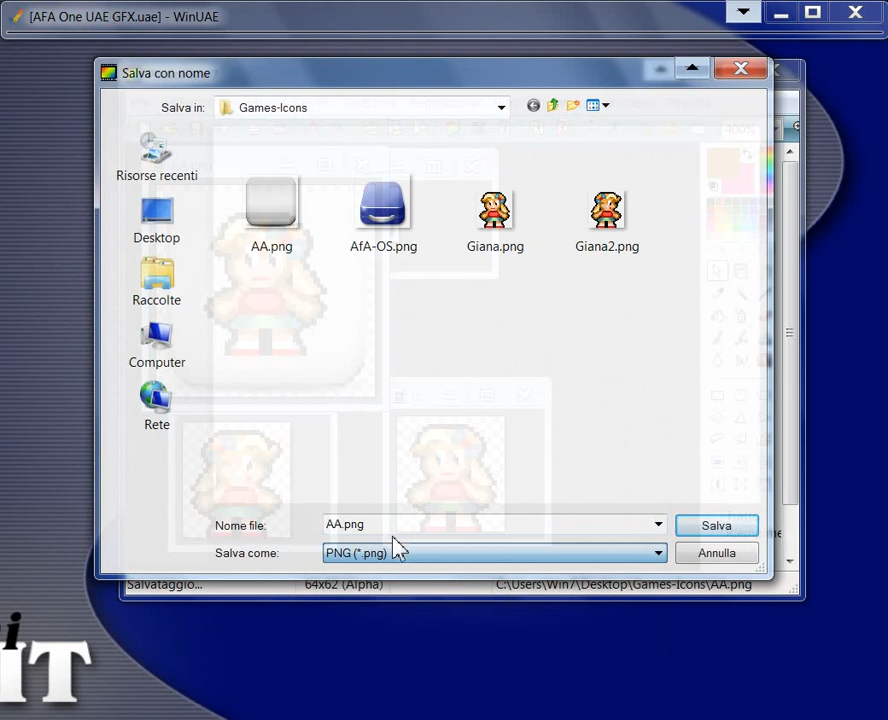 [AFA One UAE GFX.uae] - WinUAE
Salva con nome
Salva in:
Games-Icons
400%
Risorse recenti
Desktop
Raccolte
Computer
Rete
AA.png
AfA-OS.png
Giana.png
Giana2.png
Nome file:
AA.png
Salva
Salva come:
PNG (*.png)
Annulla
Salvataggio...
64x62 (Alpha)
C:\Users\Win7\Desktop\Games-Icons\AA.png
iT